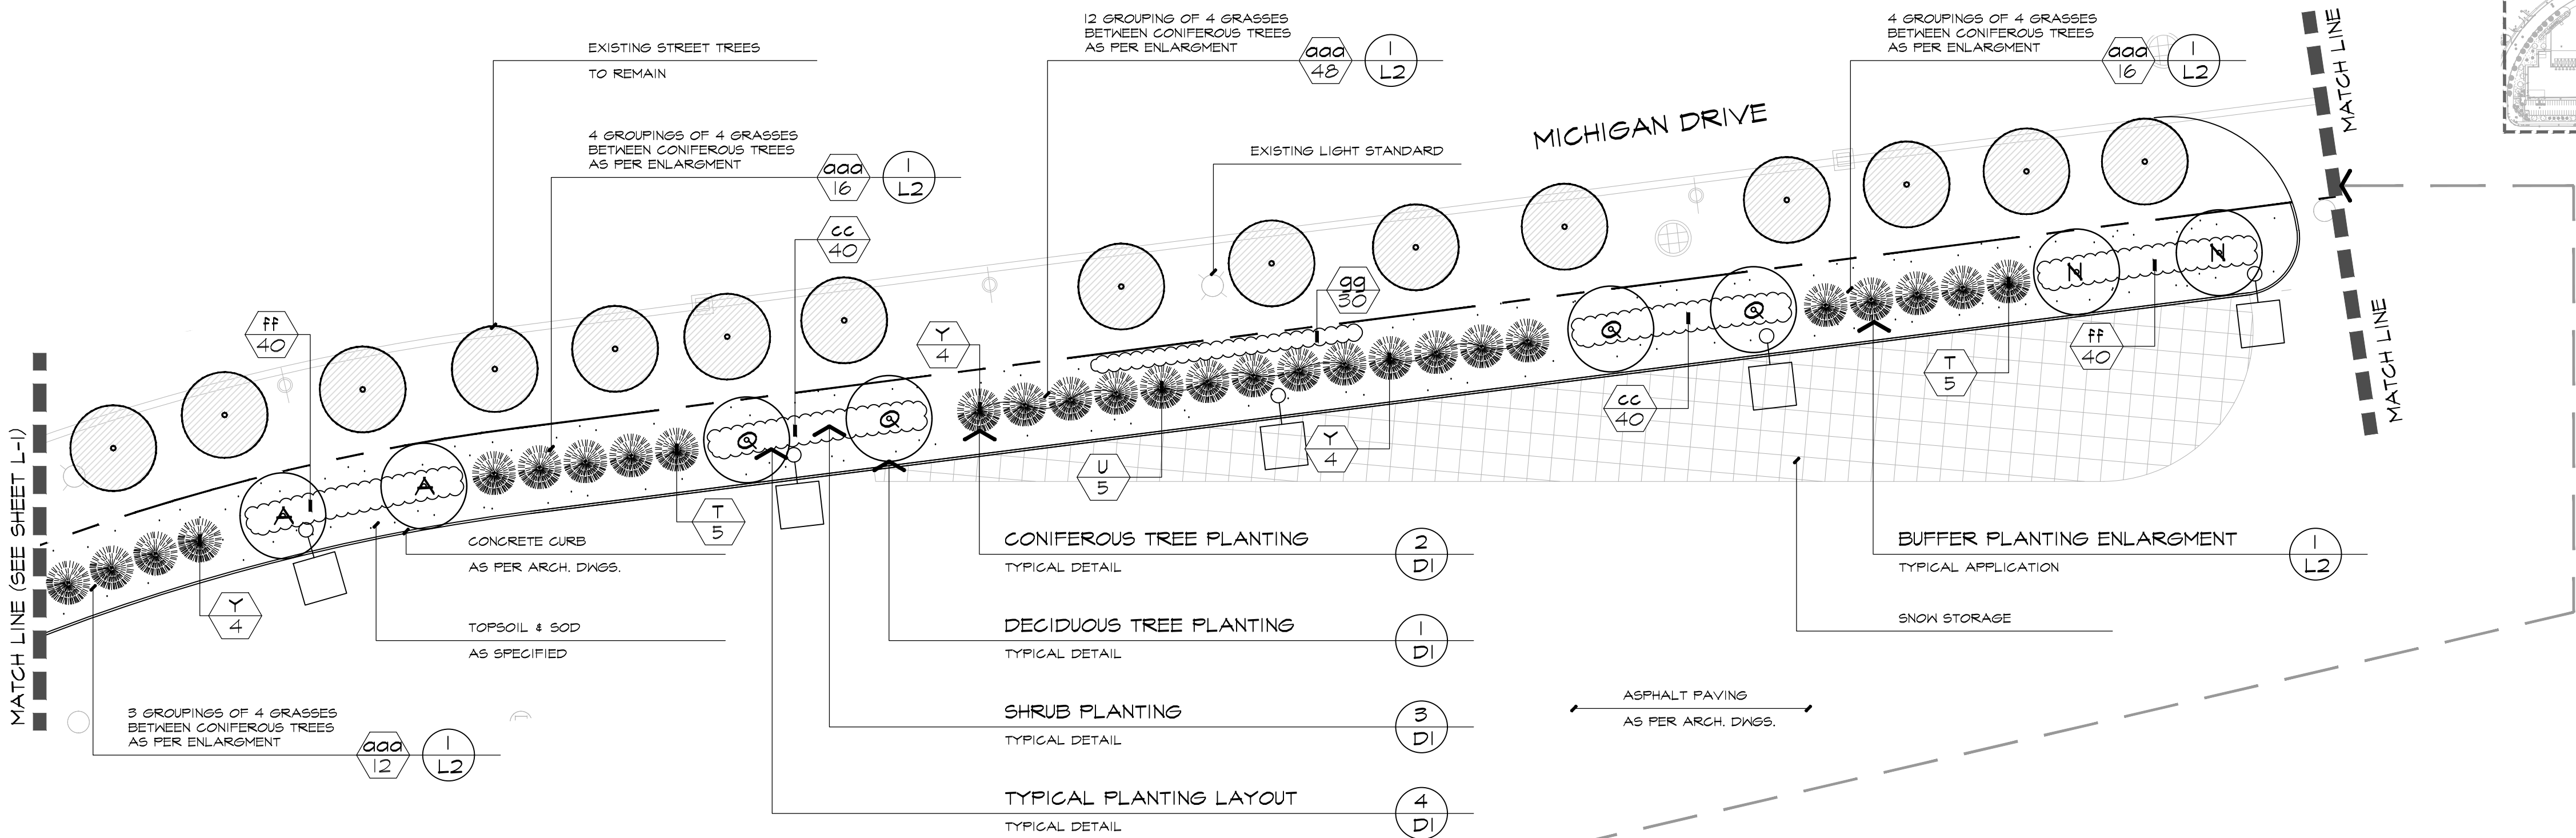 12 GROUPING OF 4 GRASSES
BETWEEN CONIFEROUS TREES
AS PER ENLARGMENT
aaa
48
1
L2
4 GROUPINGS OF 4 GRASSES
BETWEEN CONIFEROUS TREES
AS PER ENLARGMENT
aaa
16
1
L2
MATCH LINE
EXISTING STREET TREES
TO REMAIN
4 GROUPINGS OF 4 GRASSES
BETWEEN CONIFEROUS TREES
AS PER ENLARGMENT
aaa
16
1
L2
MICHIGAN DRIVE
EXISTING LIGHT STANDARD
cc
40
gg
30
ff
40
Y
4
N
N
Q
Q
ff
40
T
5
MATCH LINE
cc
40
Q
Q
Y
4
U
5
A
A
T
5
MATCH LINE (SEE SHEET L-1)
CONCRETE CURB
AS PER ARCH. DWGS.
CONIFEROUS TREE PLANTING
TYPICAL DETAIL
2
D1
BUFFER PLANTING ENLARGMENT
TYPICAL APPLICATION
1
L2
Y
4
TOPSOIL & SOD
AS SPECIFIED
DECIDUOUS TREE PLANTING
TYPICAL DETAIL
1
D1
SNOW STORAGE
3 GROUPINGS OF 4 GRASSES
BETWEEN CONIFEROUS TREES
AS PER ENLARGMENT
aaa
12
1
L2
SHRUB PLANTING
TYPICAL DETAIL
3
D1
ASPHALT PAVING
AS PER ARCH. DWGS.
TYPICAL PLANTING LAYOUT
TYPICAL DETAIL
4
D1